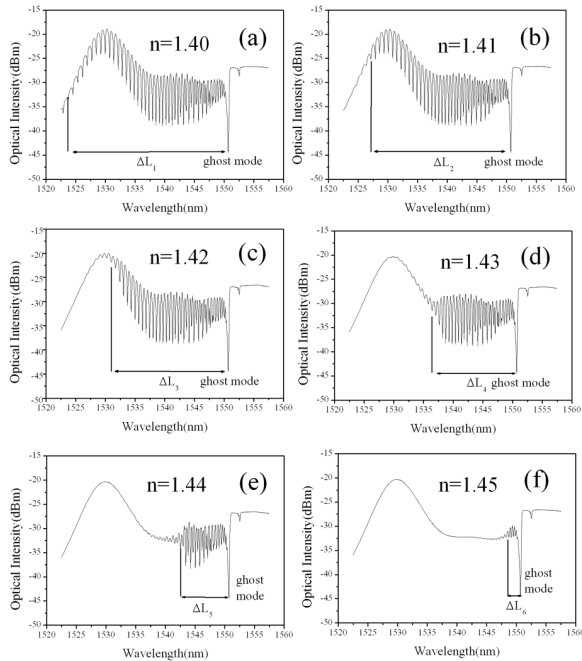 -15
-20
-25
-30
-35
-40
-45
-50
Optical Intensity(dBm)
n=1.40
(a)
ΔL1
ghost mode
1520 1525 1530 1535 1540 1545 1550 1555 1560
Wavelength(nm)
-15
-20
-25
-30
-35
-40
-45
-50
Optical Intensity(dBm)
n=1.41
(b)
ΔL2
ghost mode
1520 1525 1530 1535 1540 1545 1550 1555 1560
Wavelength(nm)
-15
-20
-25
-30
-35
-40
-45
-50
Optical Intensity(dBm)
n=1.42
(c)
ΔL3
ghost mode
1520 1525 1530 1535 1540 1545 1550 1555 1560
Wavelength(nm)
-15
-20
-25
-30
-35
-40
-45
-50
Optical Intensity(dBm)
n=1.43
(d)
ΔL4
ghost mode
1520 1525 1530 1535 1540 1545 1550 1555 1560
Wavelength(nm)
-15
-20
-25
-30
-35
-40
-45
-50
Optical Intensity(dBm)
n=1.44
(e)
ghost
mode
ΔL5
1520 1525 1530 1535 1540 1545 1550 1555 1560
Wavelength(nm)
-15
-20
-25
-30
-35
-40
-45
-50
Optical Intensity(dBm)
n=1.45
(f)
ghost
mode
ΔL6
1520 1525 1530 1535 1540 1545 1550 1555 1560
Wavelength(nm)